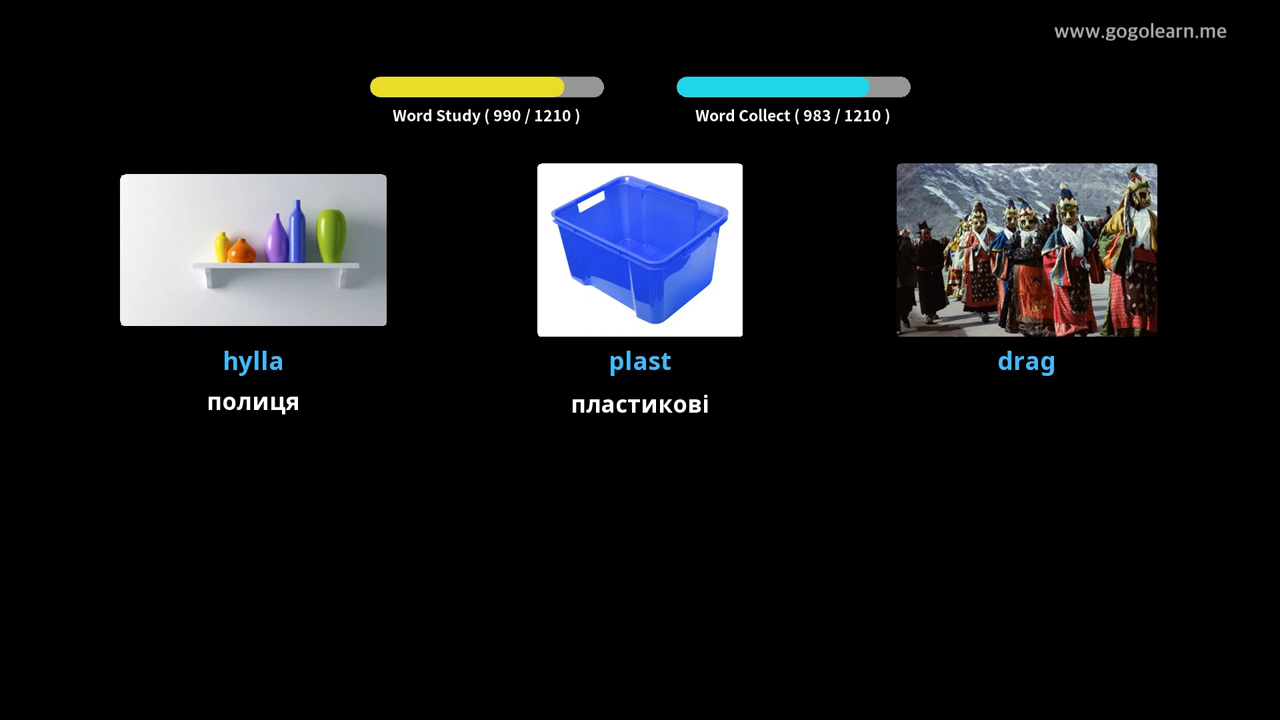 www.gogolearn.me
Word Study ( 990 / 1210 )
Word Collect ( 983 / 1210 )
hylla
полиця
plast
пластикові
drag